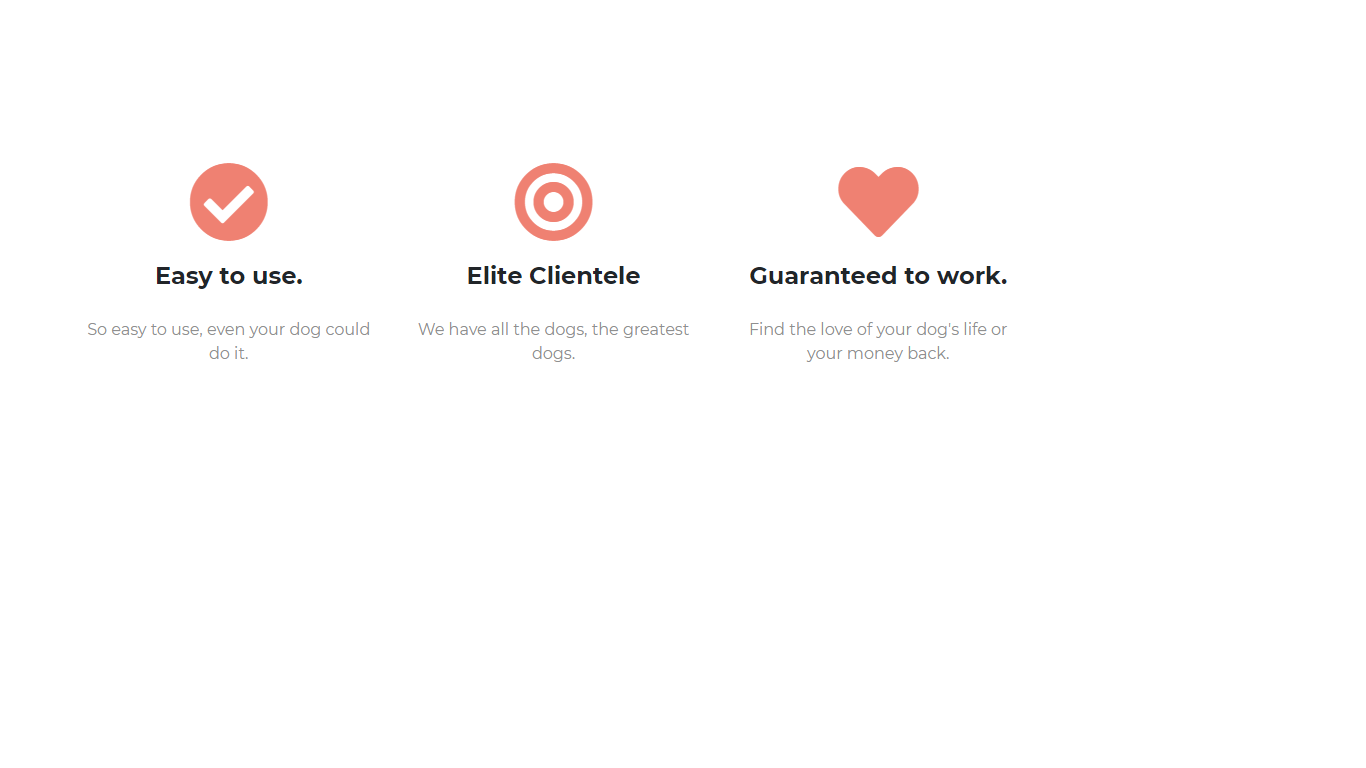 Easy to use.
So easy to use, even your dog could
do it.
Elite Clientele
We have all the dogs, the greatest
dogs.
Guaranteed to work.
Find the love of your dog's life or
your money back.